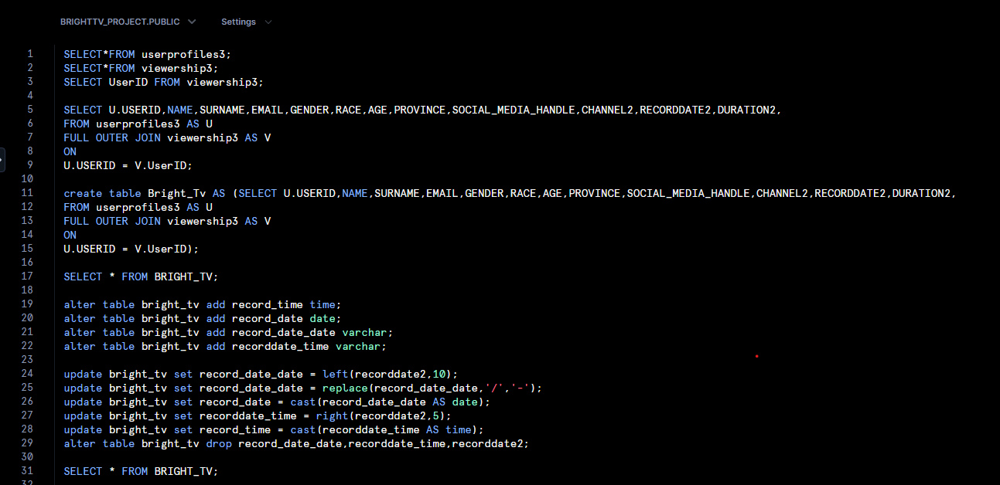 BRIGHTTV_PROJECT.PUBLIC Settings
1 SELECT*FROM userprofiles3;
2 SELECT*FROM viewership3;
3 SELECT UserID FROM viewership3;
4
5 SELECT U.USERID,NAME,SURNAME,EMAIL,GENDER,RACE,AGE,PROVINCE,SOCIAL_MEDIA_HANDLE,CHANNEL2,RECORDDATE2,DURATION2,
6 FROM userprofiles3 AS U
7 FULL OUTER JOIN viewership3 AS V
8 ON
9 U.USERID = V.UserID;
10
11 create table Bright_Tv AS (SELECT U.USERID,NAME,SURNAME,EMAIL,GENDER,RACE,AGE,PROVINCE,SOCIAL_MEDIA_HANDLE,CHANNEL2,RECORDDATE2,DURATION2,
12 FROM userprofiles3 AS U
13 FULL OUTER JOIN viewership3 AS V
14 ON
15 U.USERID = V.UserID);
16
17 SELECT * FROM BRIGHT_TV;
18
19 alter table bright_tv add record_time time;
20 alter table bright_tv add record_date date;
21 alter table bright_tv add record_date_date varchar;
22 alter table bright_tv add recorddate_time varchar;
23
24 update bright_tv set record_date_date = left(recorddate2,10);
25 update bright_tv set record_date_date = replace(record_date_date,'/','-');
26 update bright_tv set record_date = cast(record_date_date AS date);
27 update bright_tv set recorddate_time = right(recorddate2,5);
28 update bright_tv set record_time = cast(recorddate_time AS time);
29 alter table bright_tv drop record_date_date,recorddate_time,recorddate2;
30
31 SELECT * FROM BRIGHT_TV;
32